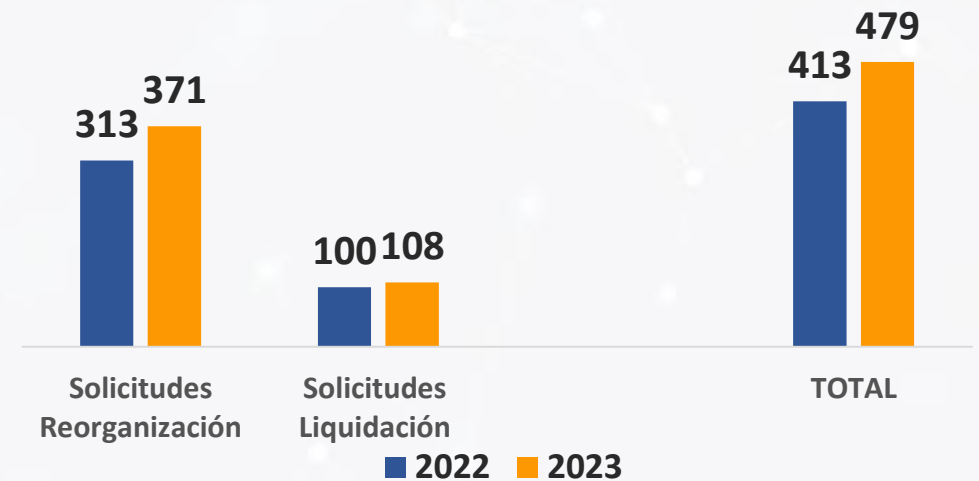 479
413
371
313
100 108
Solicitudes
Reorganización
Solicitudes
Liquidación
TOTAL
2022 2023